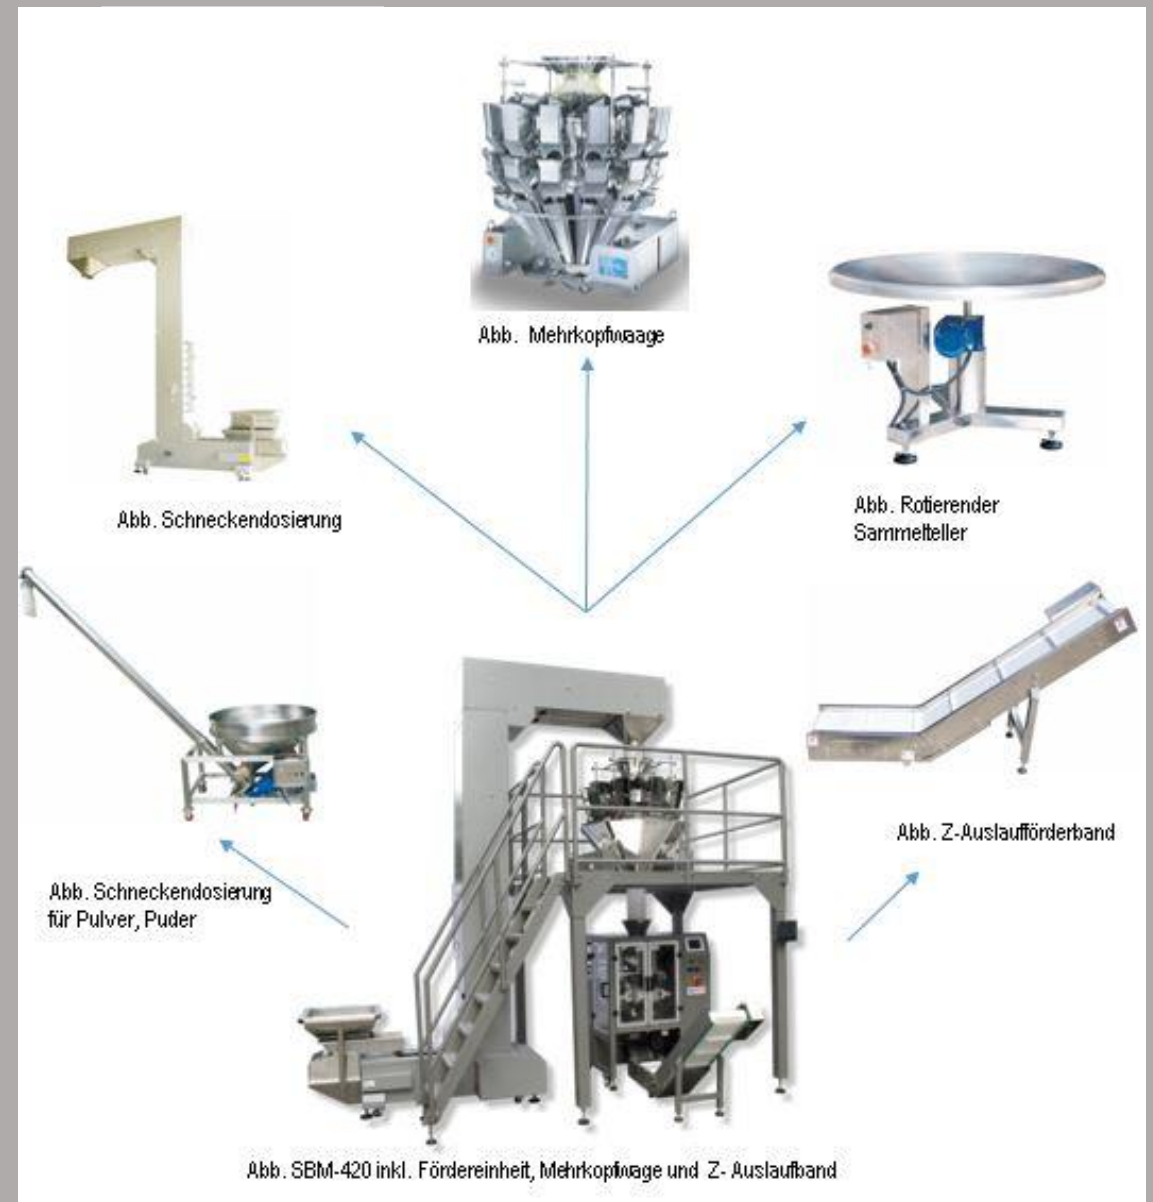 Abb. Mehrkopfwaage
Abb. Schneckendosierung
Abb. Rotierender
Sammelteller
Abb. Z-Auslaufförderband
Abb. Schneckendosierung
für Pulver, Puder
Abb. SBM-420 inkl. Fördereinheit, Mehrkopfwage und Z- Auslaufband